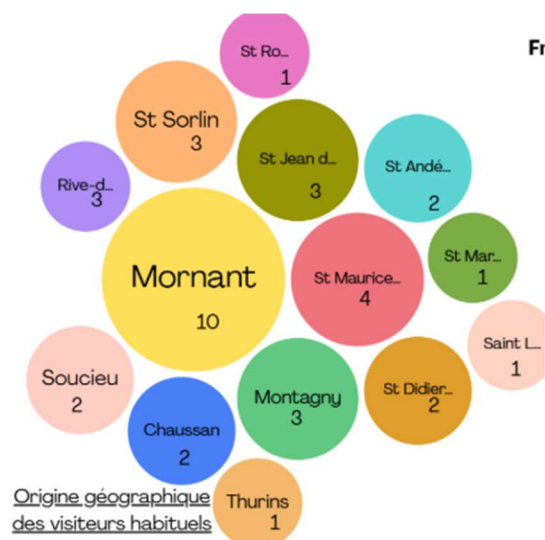 St Ro...
1
Fr
St Sorlin
3
St Jean d...
3
St Andé...
2
Rive-d...
3
Mornant
10
St Maurice...
4
St Mar...
1
Saint L...
1
Soucieu
2
Montagny
3
St Didier...
2
Chaussan
2
Thurins
1
Origine géographique
des visiteurs habituels